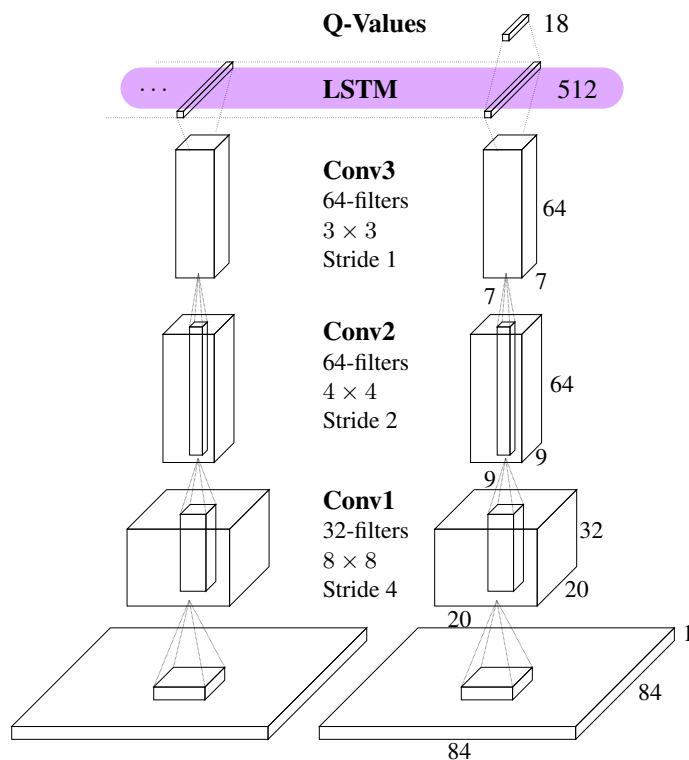 Q-Values
18
· · ·
LSTM
512
Conv3
64-filters
3 × 3
Stride 1
64
7
7
Conv2
64-filters
4 × 4
Stride 2
64
9
9
Conv1
32-filters
8 × 8
Stride 4
32
20
20
1
84
84